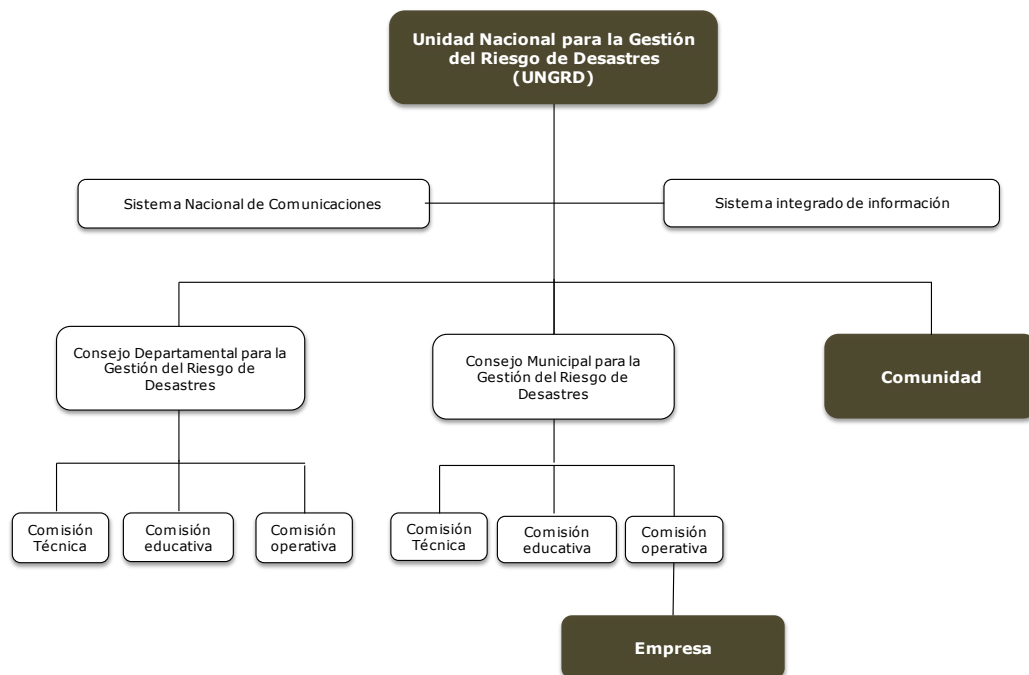 Unidad Nacional para la Gestión
del Riesgo de Desastres
(UNGRD)
Sistema Nacional de Comunicaciones
Sistema integrado de información
Consejo Departamental para la
Gestión del Riesgo de
Desastres
Consejo Municipal para la
Gestión del Riesgo de
Desastres
Comunidad
Comisión
Técnica
Comisión
educativa
Comisión
operativa
Comisión
Técnica
Comisión
educativa
Comisión
operativa
Empresa